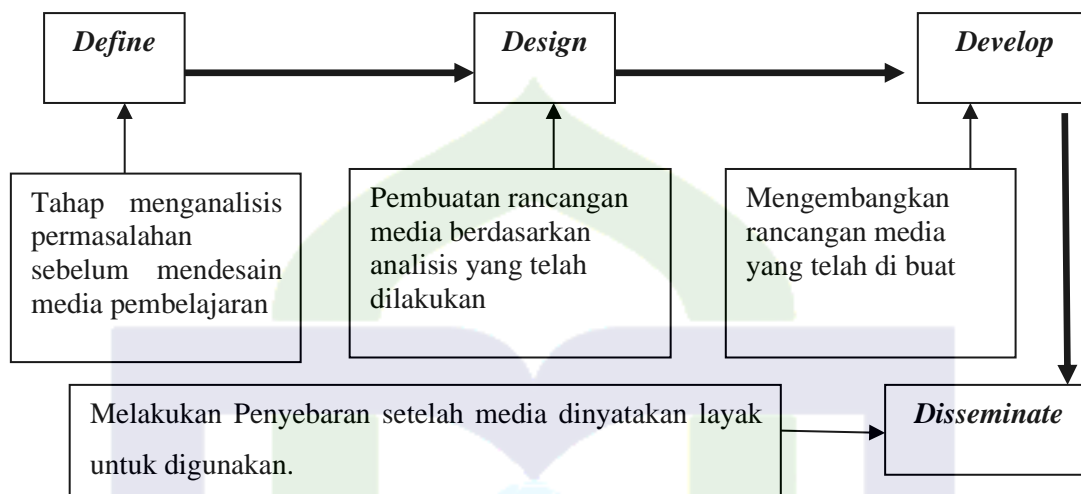 Define
Design
Develop
Tahap menganalisis
permasalahan
sebelum mendesain
media pembelajaran
Pembuatan rancangan
media berdasarkan
analisis yang telah
dilakukan
Mengembangkan
rancangan media
yang telah di buat
Melakukan Penyebaran setelah media dinyatakan layak
untuk digunakan.
Disseminate